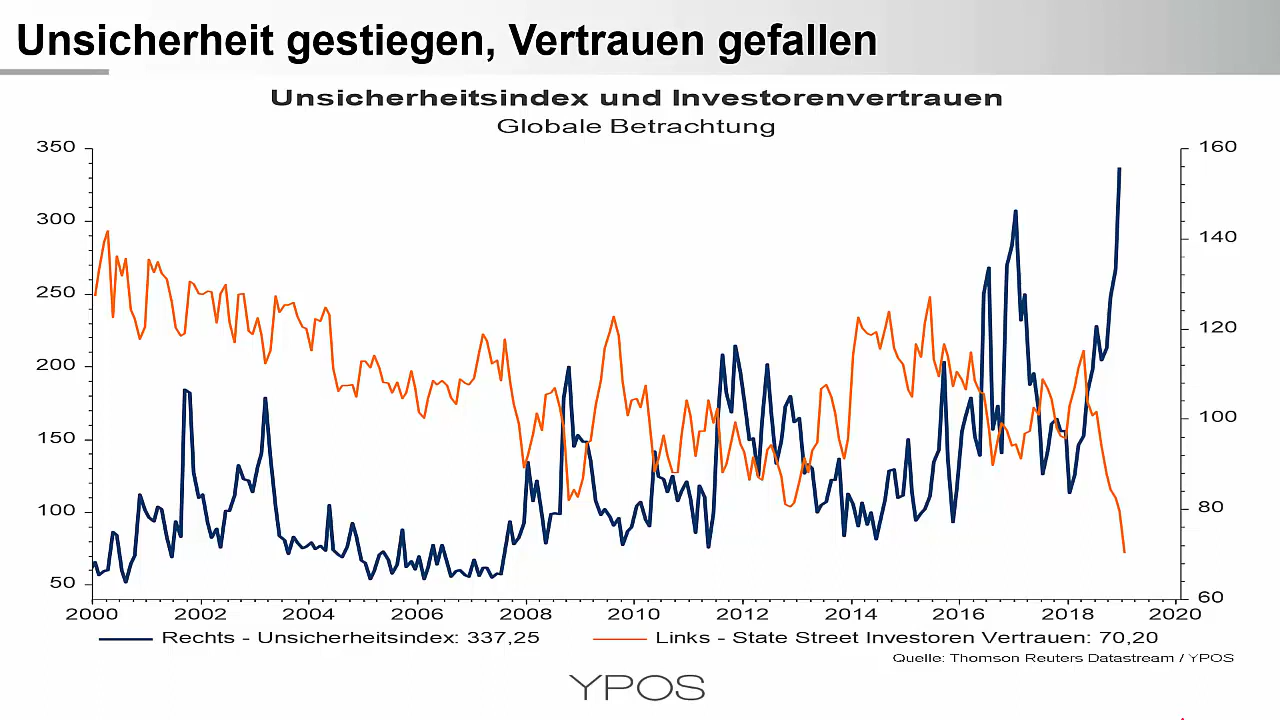 Unsicherheit gestiegen, Vertrauen gefallen
Unsicherheitsindex und Investorenvertrauen
Globale Betrachtung
350 160
300 140
250 120
200 100
150 80
100 60
50
2000 2002 2004 2006 2008 2010 2012 2014 2016 2018 2020
Rechts - Unsicherheitsindex: 337,25 Links - State Street Investoren Vertrauen: 70,20
Quelle: Thomson Reuters Datastream / YPOS
YPOS